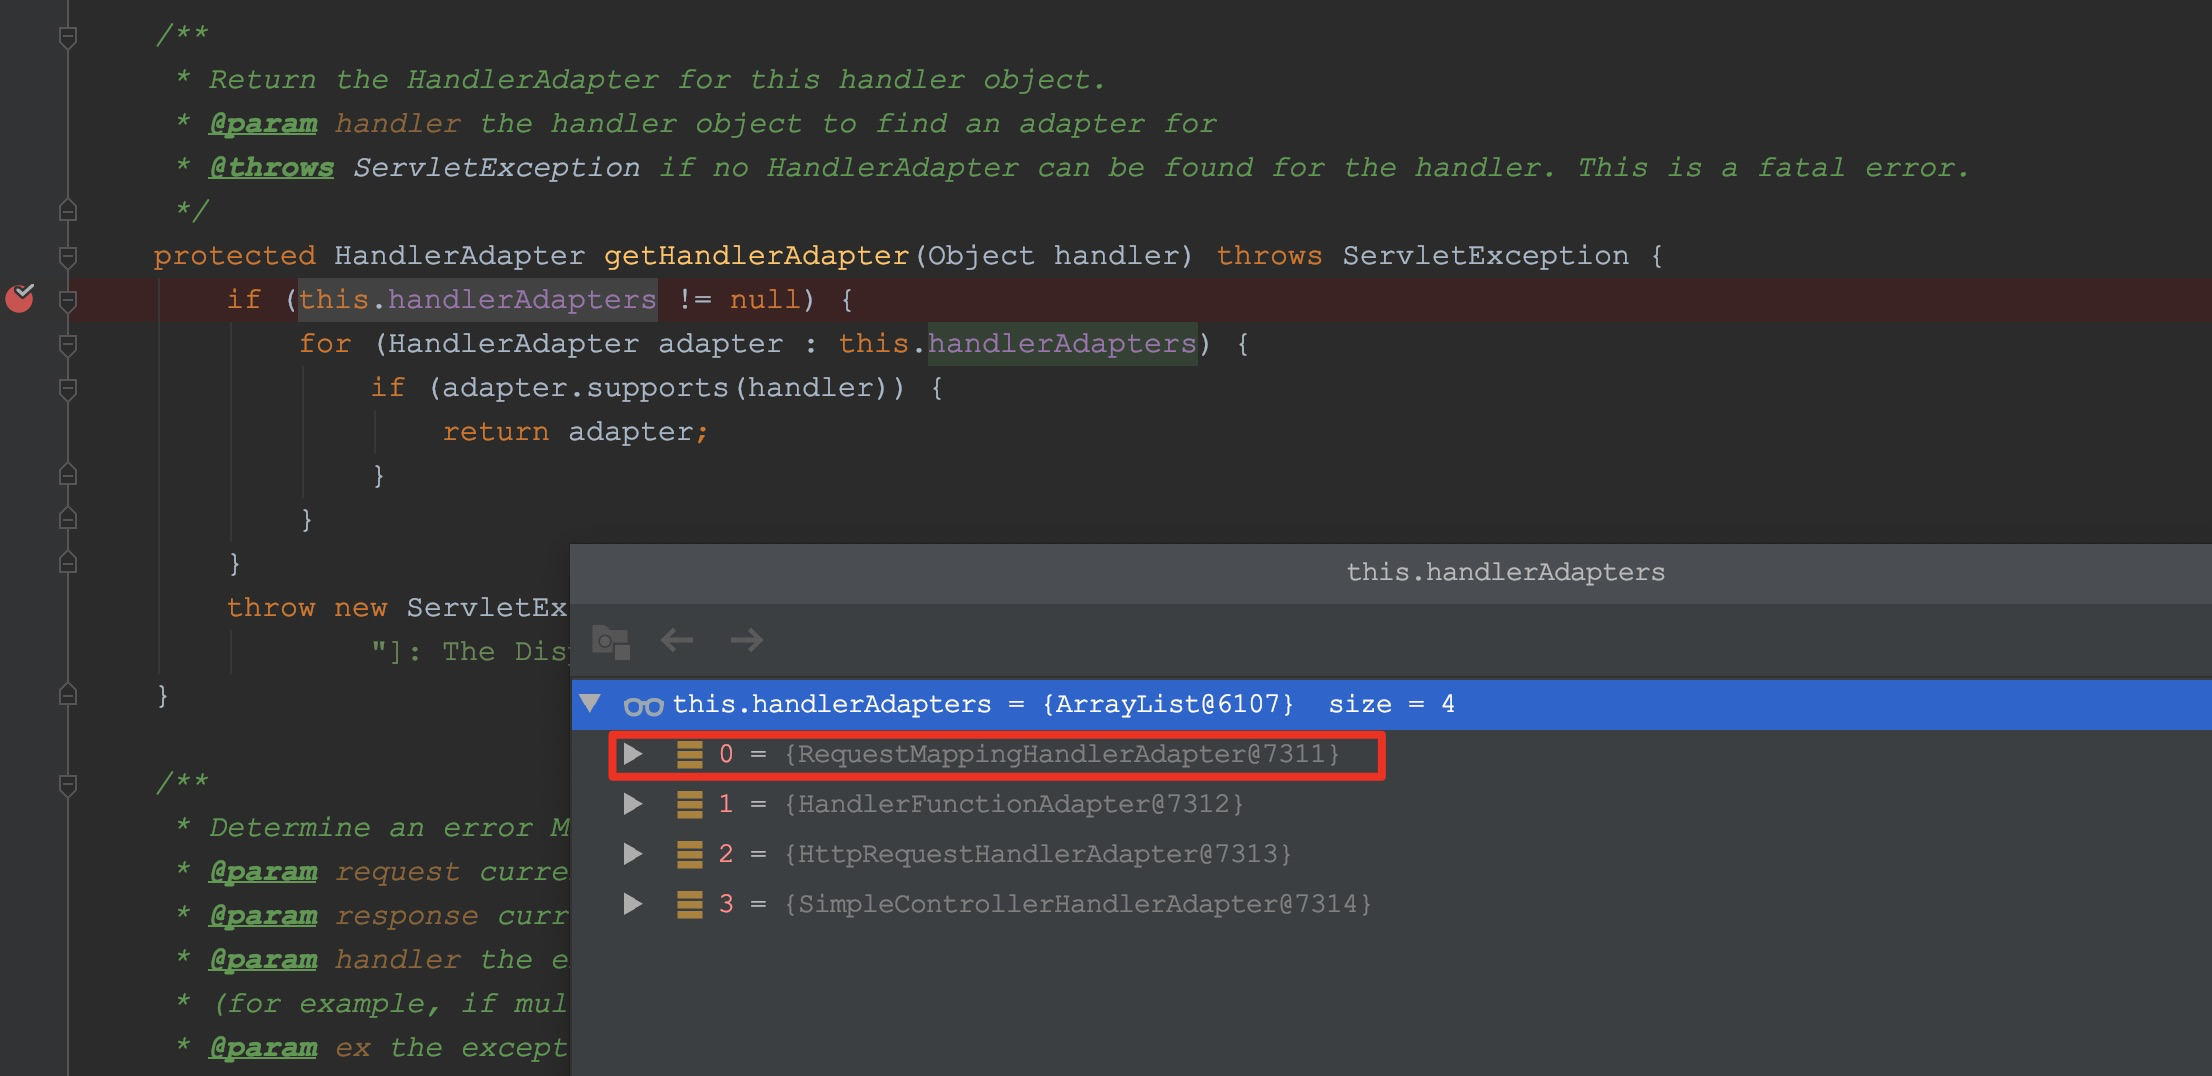 /**
* Return the HandlerAdapter for this handler object.
* @param handler the handler object to find an adapter for
* @throws ServletException if no HandlerAdapter can be found for the handler. This is a fatal error.
*/
protected HandlerAdapter getHandlerAdapter(Object handler) throws ServletException {
if (this.handlerAdapters != null) {
for (HandlerAdapter adapter : this.handlerAdapters) {
if (adapter.supports(handler)) {
return adapter;
}
}
}
throw new ServletEx
"]: The Dis
}
/**
* Determine an error M
* @param request curre
* @param response curr
* @param handler the e
* (for example, if mul
* @param ex the except
this.handlerAdapters
this.handlerAdapters = {ArrayList@6107} size = 4
0 = {RequestMappingHandlerAdapter@7311}
1 = {HandlerFunctionAdapter@7312}
2 = {HttpRequestHandlerAdapter@7313}
3 = {SimpleControllerHandlerAdapter@7314}